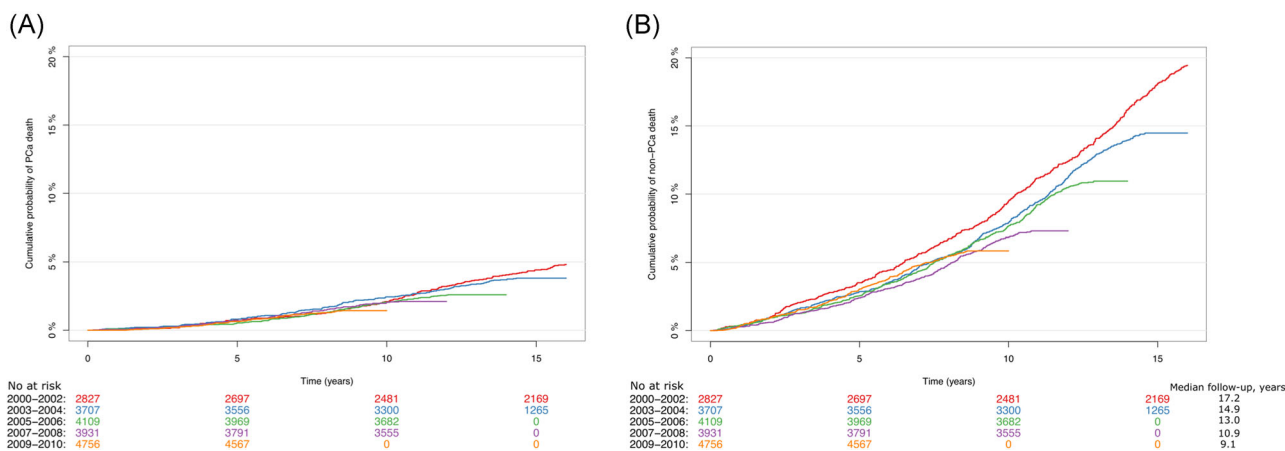 (A)
20 %
15 %
10 %
5 %
0 %
Cumulative probability of PCa death
0 5 10 15
Time (years)
No at risk
2000–2002: 2827 2697 2481 2169
2003–2004: 3707 3556 3300 1265
2005–2006: 4109 3969 3682 0
2007–2008: 3931 3791 3555 0
2009–2010: 4756 4567 0 0
(B)
20 %
15 %
10 %
5 %
0 %
Cumulative probability of non–PCa death
0 5 10 15
Time (years)
No at risk Median follow-up, years
2000–2002: 2827 2697 2481 2169 17.2
2003–2004: 3707 3556 3300 1265 14.9
2005–2006: 4109 3969 3682 0 13.0
2007–2008: 3931 3791 3555 0 10.9
2009–2010: 4756 4567 0 0 9.1